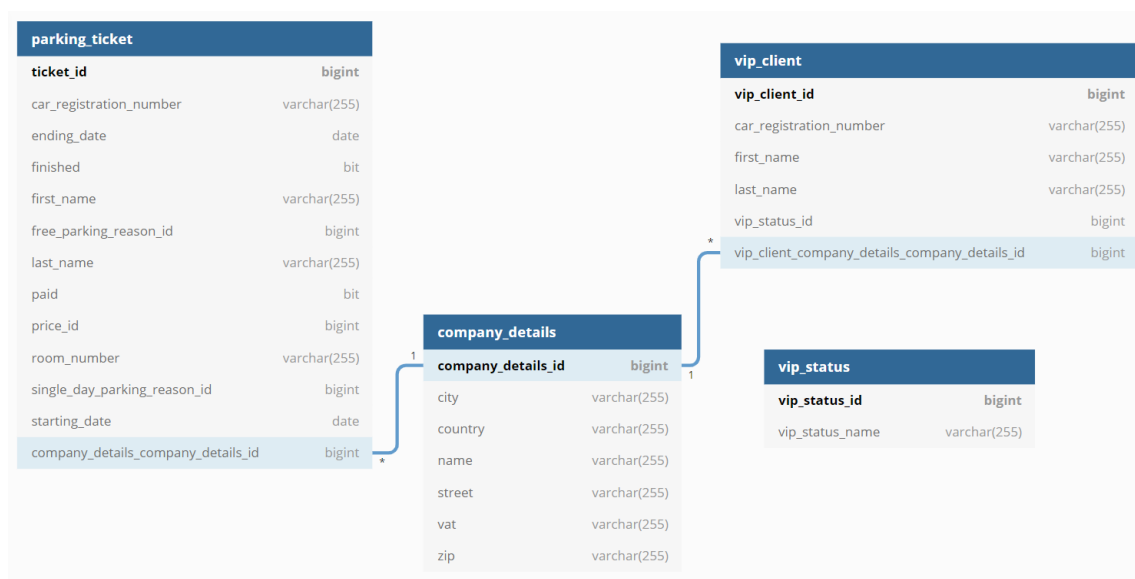 parking_ticket
ticket_id bigint
car_registration_number varchar(255)
ending_date date
finished bit
first_name varchar(255)
free_parking_reason_id bigint
last_name varchar(255)
paid bit
price_id bigint
room_number varchar(255)
single_day_parking_reason_id bigint
starting_date date
company_details_company_details_id bigint
*
1
company_details
company_details_id bigint
city varchar(255)
country varchar(255)
name varchar(255)
street varchar(255)
vat varchar(255)
zip varchar(255)
1
*
vip_client
vip_client_id bigint
car_registration_number varchar(255)
first_name varchar(255)
last_name varchar(255)
vip_status_id bigint
vip_client_company_details_company_details_id bigint
vip_status
vip_status_id bigint
vip_status_name varchar(255)